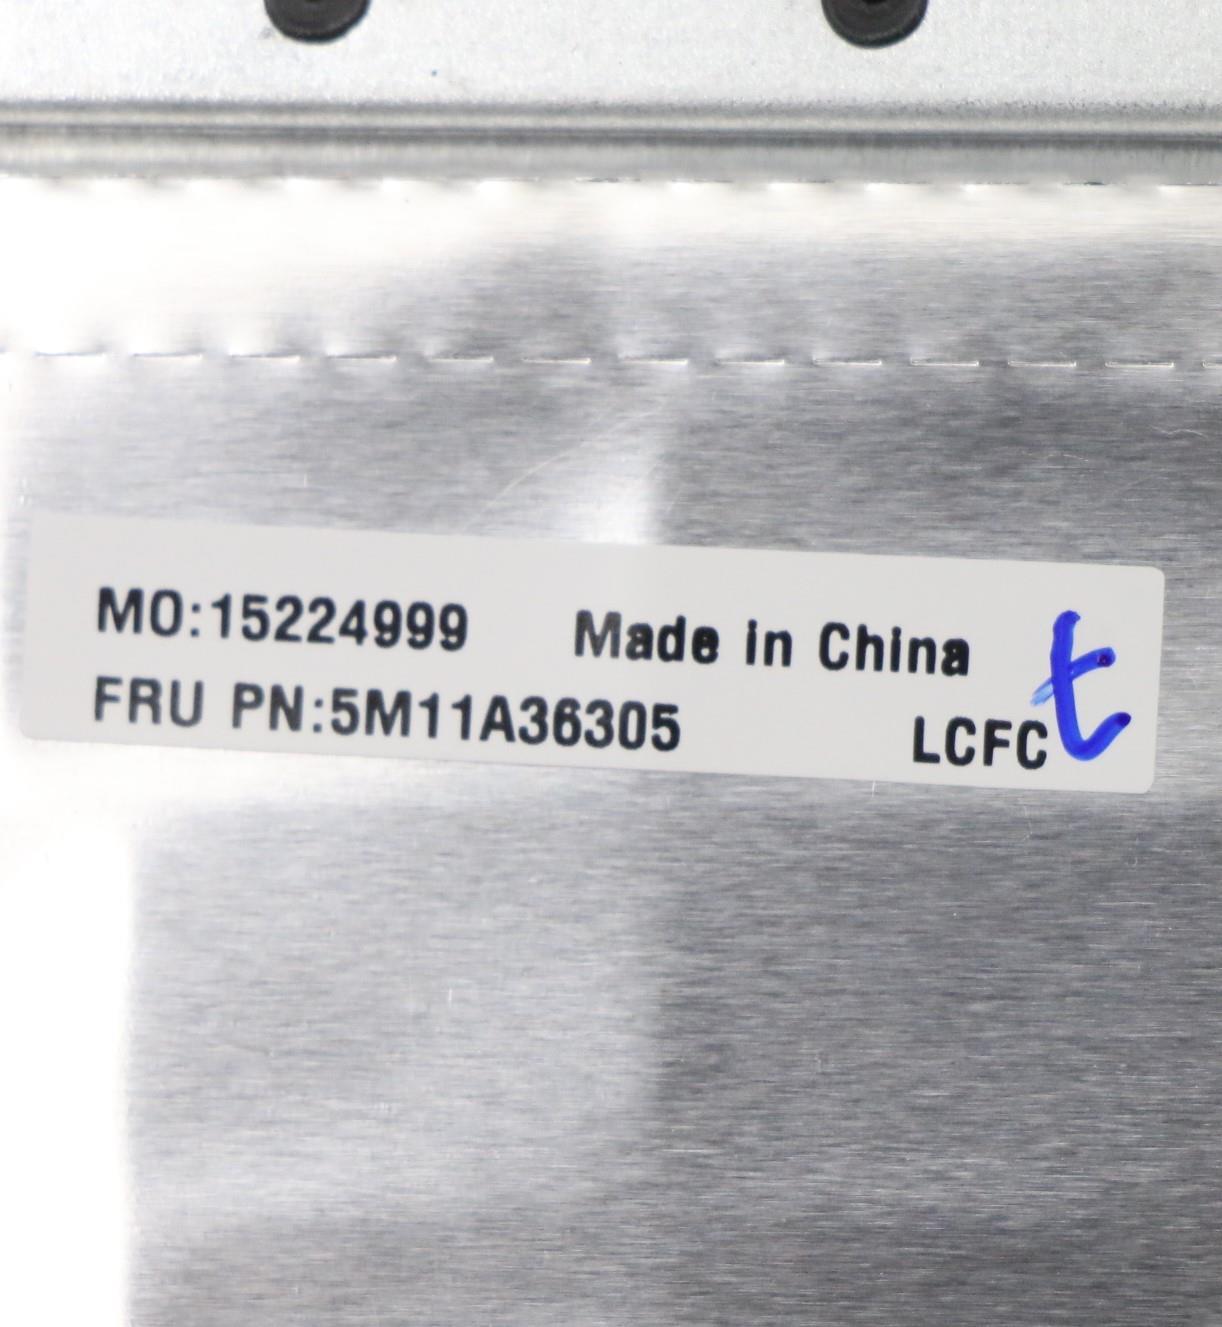 MO:15224999 Made in China
FRU PN:5M11A36305 LCFC t